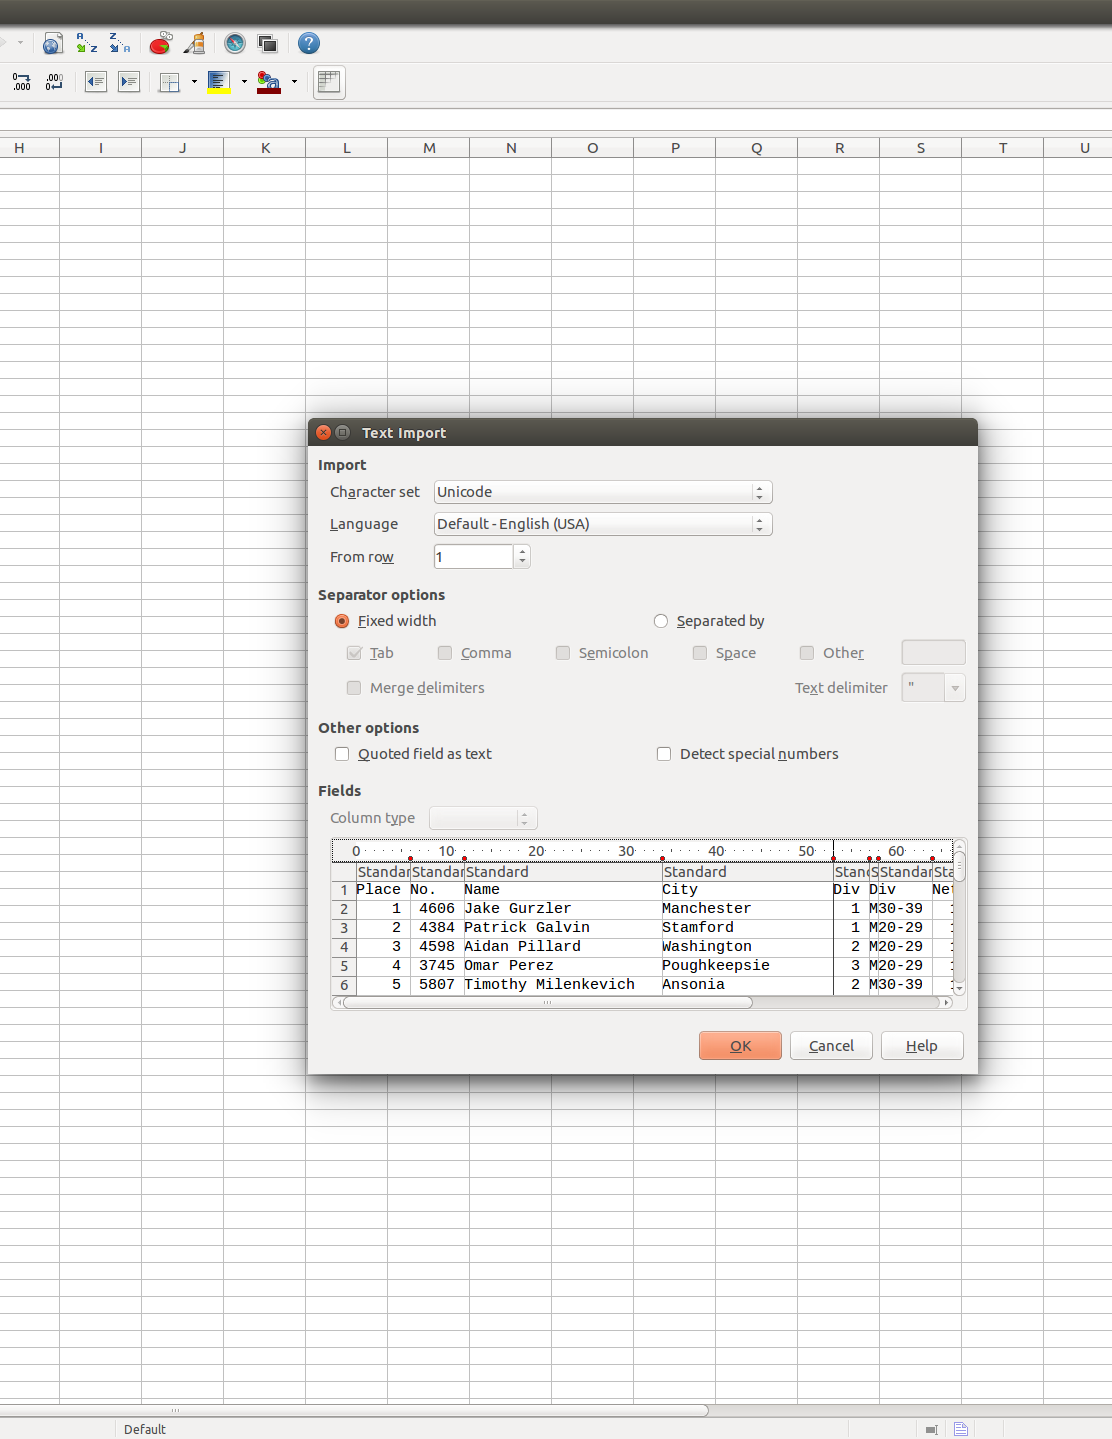 H I J K L M N O P Q R S T U
Text Import
Import
Character set Unicode
Language Default - English (USA)
From row 1
Separator options
Fixed width Separated by
Tab Comma Semicolon Space Other
Merge delimiters Text delimiter "
Other options
Quoted field as text Detect special numbers
Fields
Column type
0 10 20 30 40 50 60
Standar Standar Standard Standard Stand S Standar Sta
1 Place No. Name City Div Div Net
2 1 4606 Jake Gurzler Manchester 1 M30-39
3 2 4384 Patrick Galvin Stamford 1 M20-29
4 3 4598 Aidan Pillard Washington 2 M20-29
5 4 3745 Omar Perez Poughkeepsie 3 M20-29
6 5 5807 Timothy Milenkevich Ansonia 2 M30-39
OK Cancel Help
Default